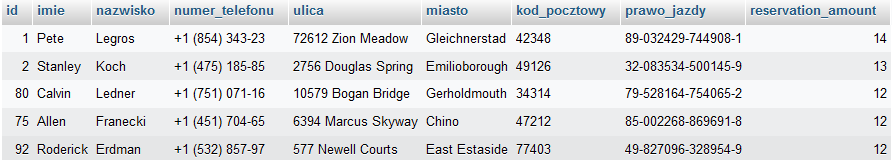 id imie nazwisko numer_telefonu ulica miasto kod_pocztowy prawo_jazdy reservation_amount
1 Pete Legros +1 (854) 343-23 72612 Zion Meadow Gleichnerstad 42348 89-032429-744908-1 14
2 Stanley Koch +1 (475) 185-85 2756 Douglas Spring Emilioborough 49126 32-083534-500145-9 13
80 Calvin Ledner +1 (751) 071-16 10579 Bogan Bridge Gerholdmouth 34314 79-528164-754065-2 12
75 Allen Franecki +1 (451) 704-65 6394 Marcus Skyway Chino 47212 85-002268-869691-8 12
92 Roderick Erdman +1 (532) 857-97 577 Newell Courts East Estaside 77403 49-827096-328954-9 12